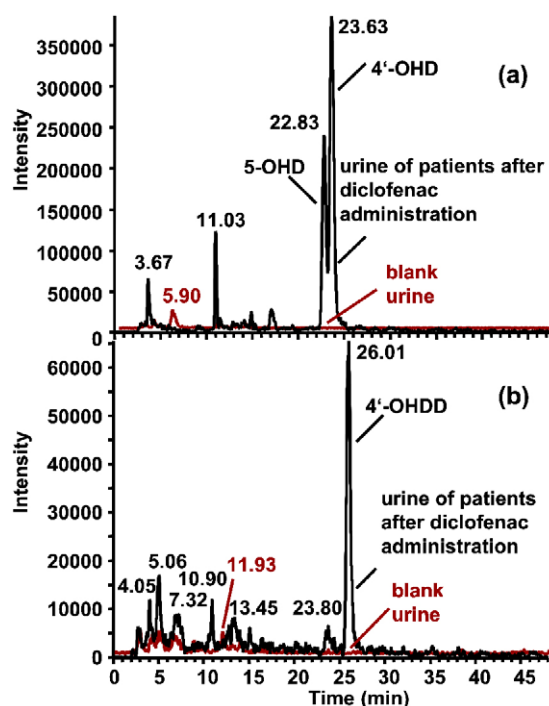 23.63
350000
4'-OHD
(a)
300000
22.83
250000
5-OHD
urine of patients after
diclofenac
administration
200000
Intensity
150000
11.03
100000
3.67
blank
urine
5.90
50000
0
26.01
60000
4'-OHDD
(b)
50000
40000
Intensity
urine of patients
after diclofenac
administration
30000
20000
5.06
11.93
10.90
4.05
7.32
13.45
23.80
blank
urine
10000
0
0 5 10 15 20 25 30 35 40 45
Time (min)